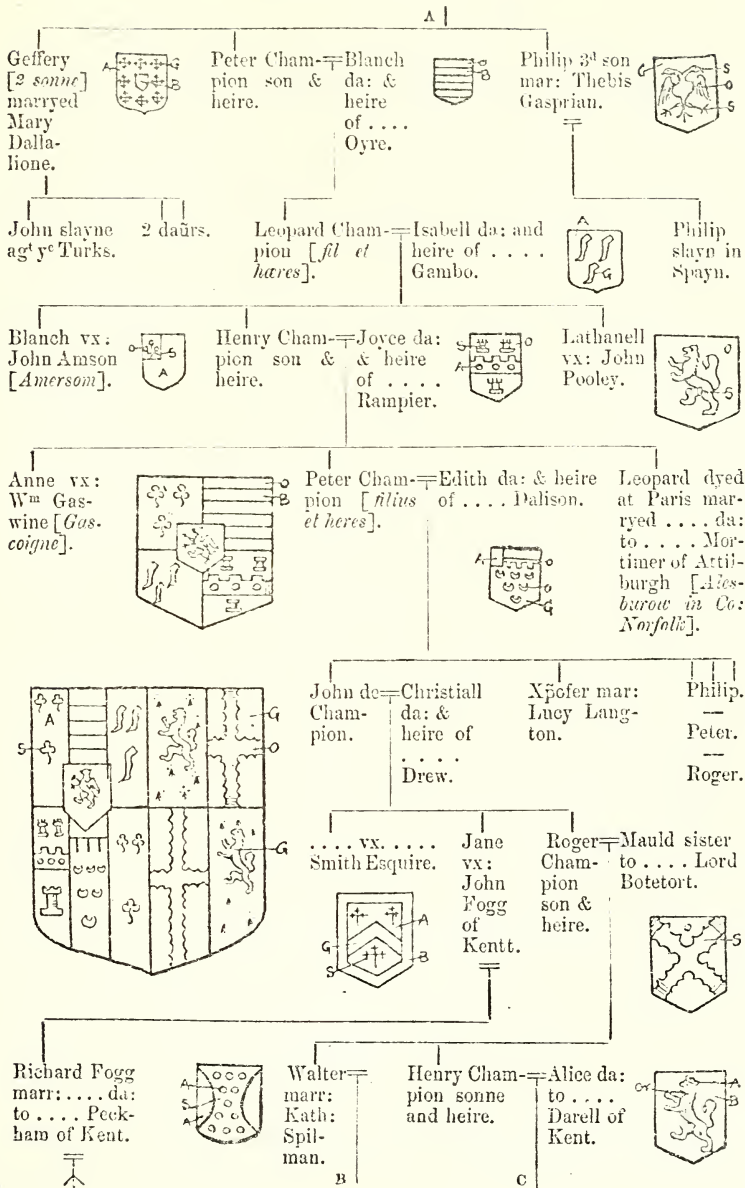 A
Geffery
[2 sonne]
marryed
Mary
Dalla-
lione.
A
G
B
Peter Cham-
pion son &
heire.
Blanch
da: &
heire
of . . . .
Oyre.
O
B
Philip 3d son
mar: Thebis
Gasprian.
G
S
O
S
John slayne
agt ye Turks.
2 daūrs.
Leopard Cham-
pion [fil et
hæres].
Isabell da: and
heire of . . . .
Gambo.
A
G
Philip
slayn in
Spayn.
Blanch vx:
John Amson
[Amersom].
O
S
A
Henry Cham-
pion son &
heire.
Joyce da:
& heire
of . . . .
Rampier.
S
O
A
Lathanell
vx: John
Pooley.
O
S
Anne vx:
Wm Gas-
wine [Gas-
coigne].
O
B
Peter Cham-
pion [filius
et heres].
Edith da: & heire
of . . . . Dalison.
A
O
O
G
Leopard dyed
at Paris mar-
ryed . . . . da:
to . . . . Mor-
timer of Attil-
burgh [Ales-
burow in Co:
Norfolk].
A
S
G
O
G
John de
Cham-
pion.
Christiall
da: &
heire of
. . . .
Drew.
Xp̄ofer mar:
Lucy Lang-
ton.
Philip.
—
Peter.
—
Roger.
. . . . vx. . . . .
Smith Esquire.
A
G
S
B
Jane
vx:
John
Fogg
of
Kentt.
Roger
Cham-
pion
son &
heire.
Mauld sister
to . . . . Lord
Botetort.
S
Richard Fogg
marr: . . . . da:
to . . . . Peck-
ham of Kent.
A
S
A
Walter
marr:
Kath:
Spil-
man.
Henry Cham-
pion sonne
and heire.
Alice da:
to . . . .
Darell of
Kent.
Or
A
B
B
C